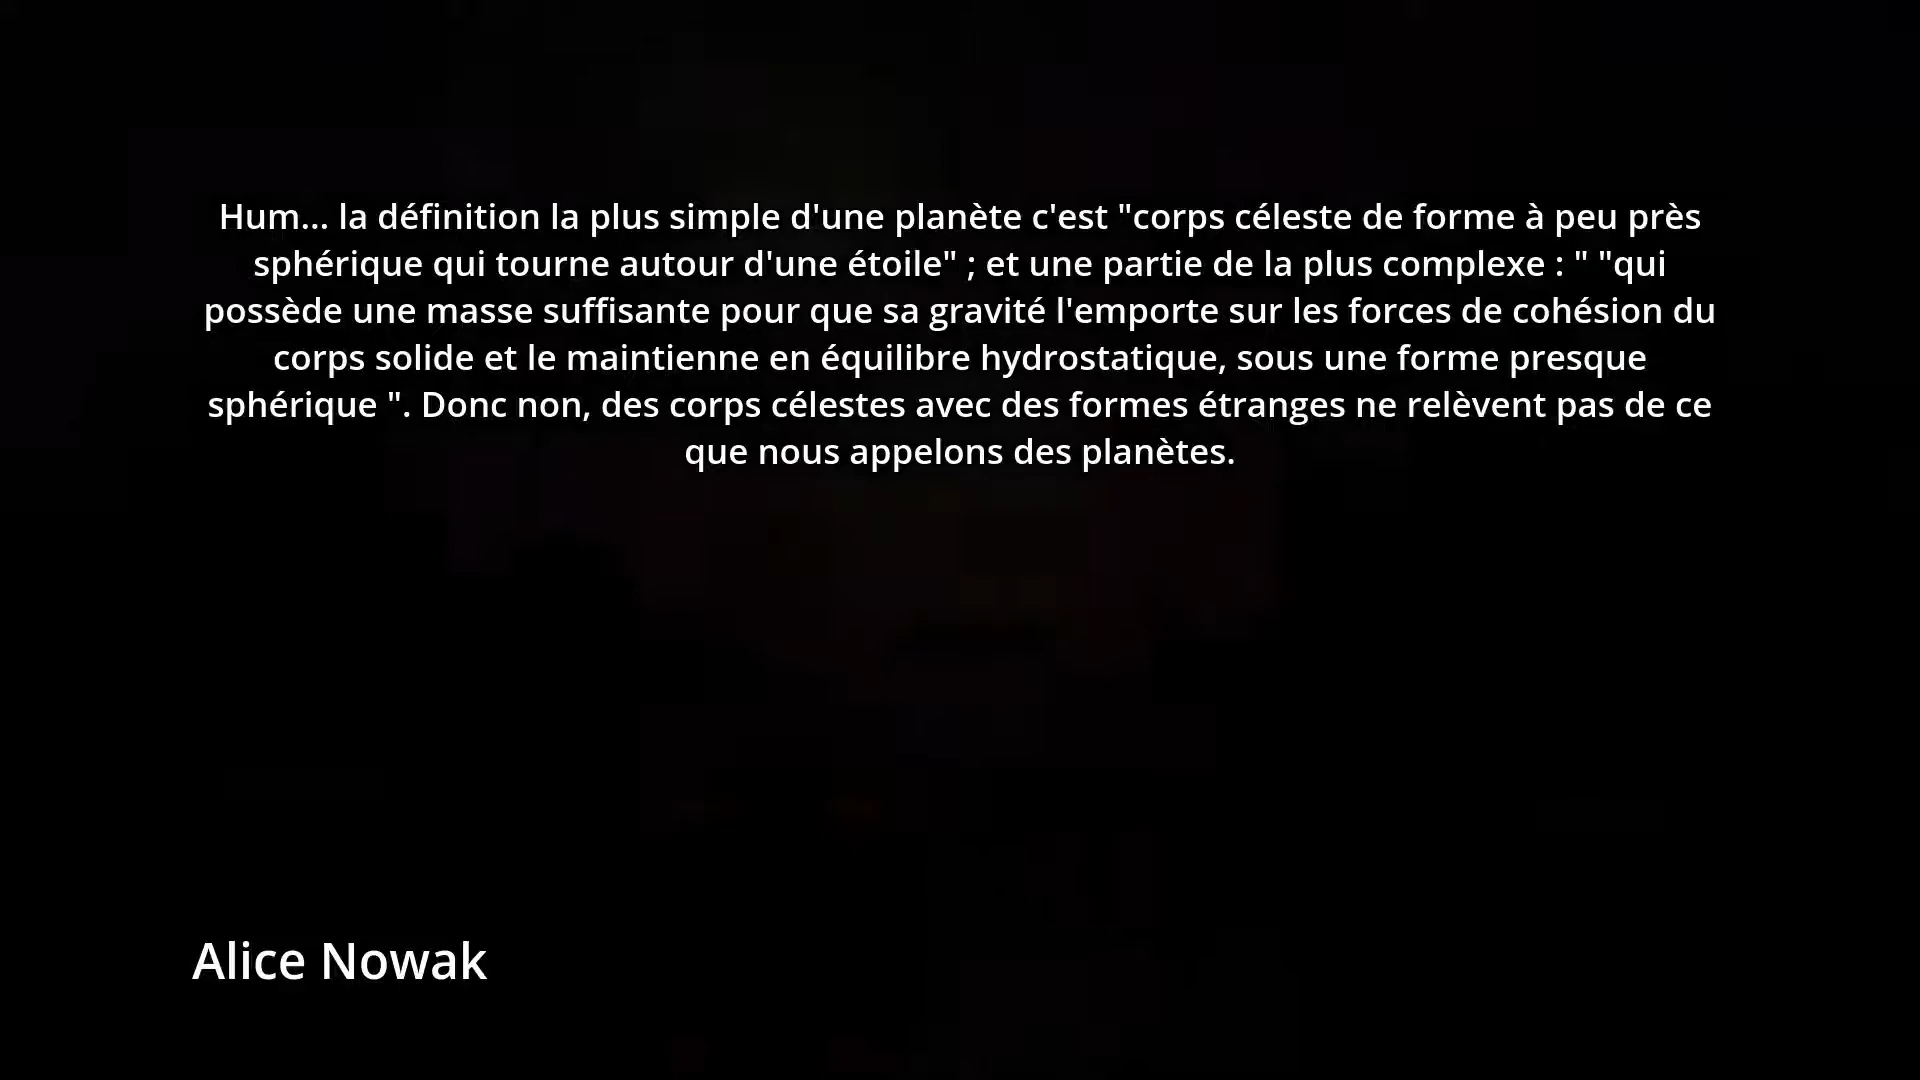 Hum... la définition la plus simple d'une planète c'est "corps céleste de forme à peu près
sphérique qui tourne autour d'une étoile" ; et une partie de la plus complexe : " "qui
possède une masse suffisante pour que sa gravité l'emporte sur les forces de cohésion du
corps solide et le maintienne en équilibre hydrostatique, sous une forme presque
sphérique ". Donc non, des corps célestes avec des formes étranges ne relèvent pas de ce
que nous appelons des planètes.
Alice Nowak